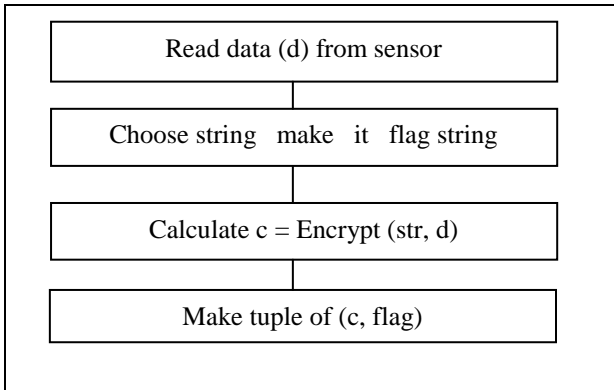 Read data (d) from sensor
Choose string make it flag string
Calculate c = Encrypt (str, d)
Make tuple of (c, flag)